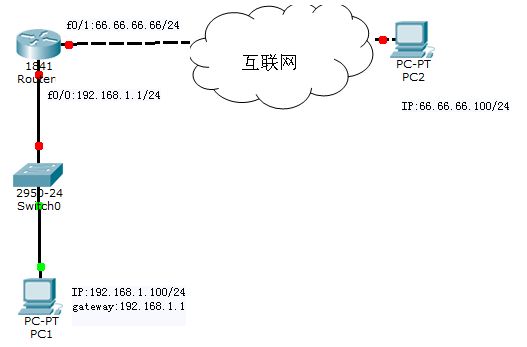 f0/1:66.66.66.66/24
互联网
1841
Router
PC-PT
PC2
f0/0:192.168.1.1/24
IP:66.66.66.100/24
2950-24
Switch0
IP:192.168.1.100/24
gateway:192.168.1.1
PC-PT
PC1